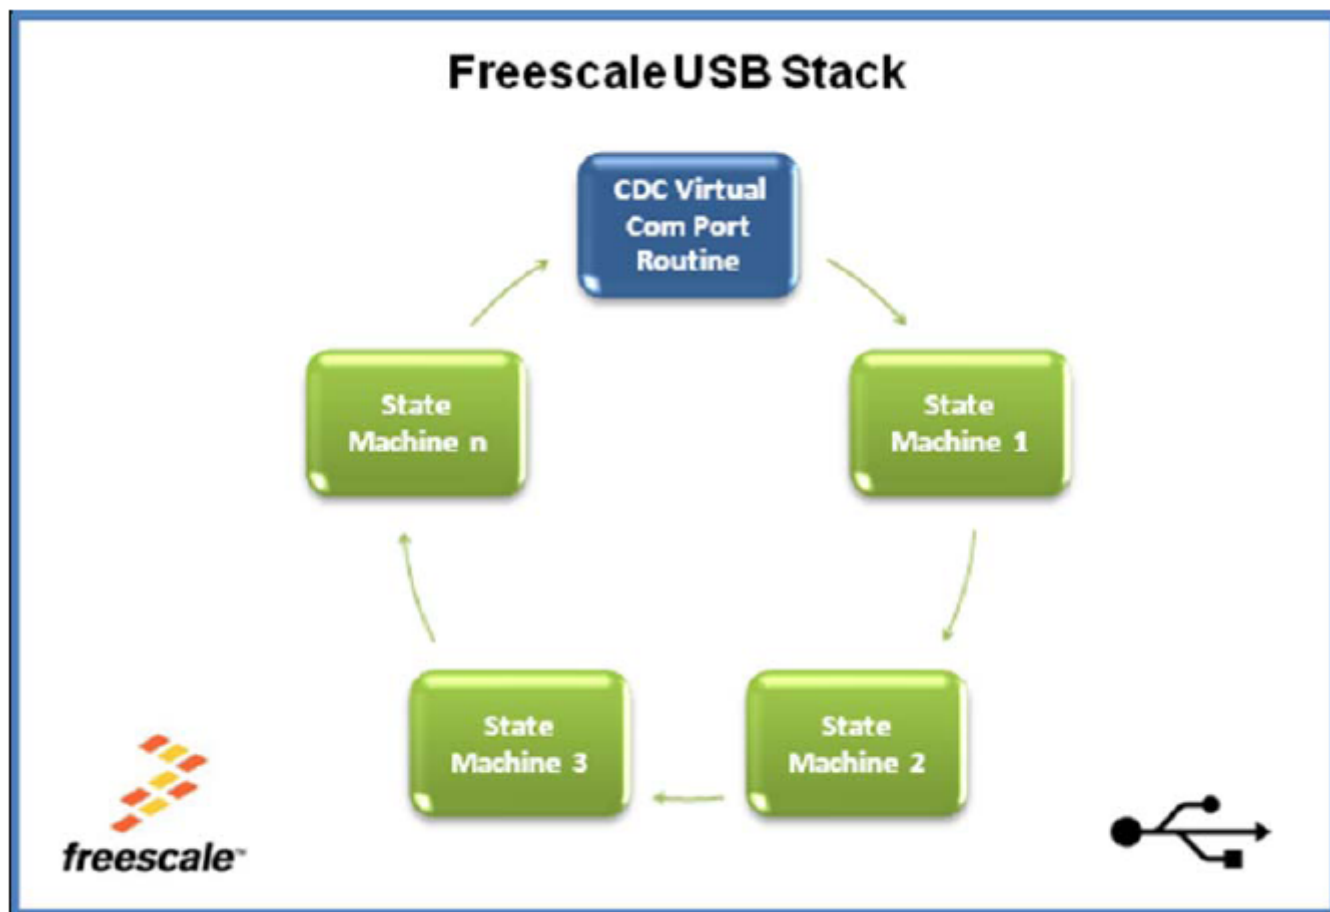 Freescale USB Stack
CDC Virtual
Com Port
Routine
State
Machine n
State
Machine 1
State
Machine 3
State
Machine 2
freescale™